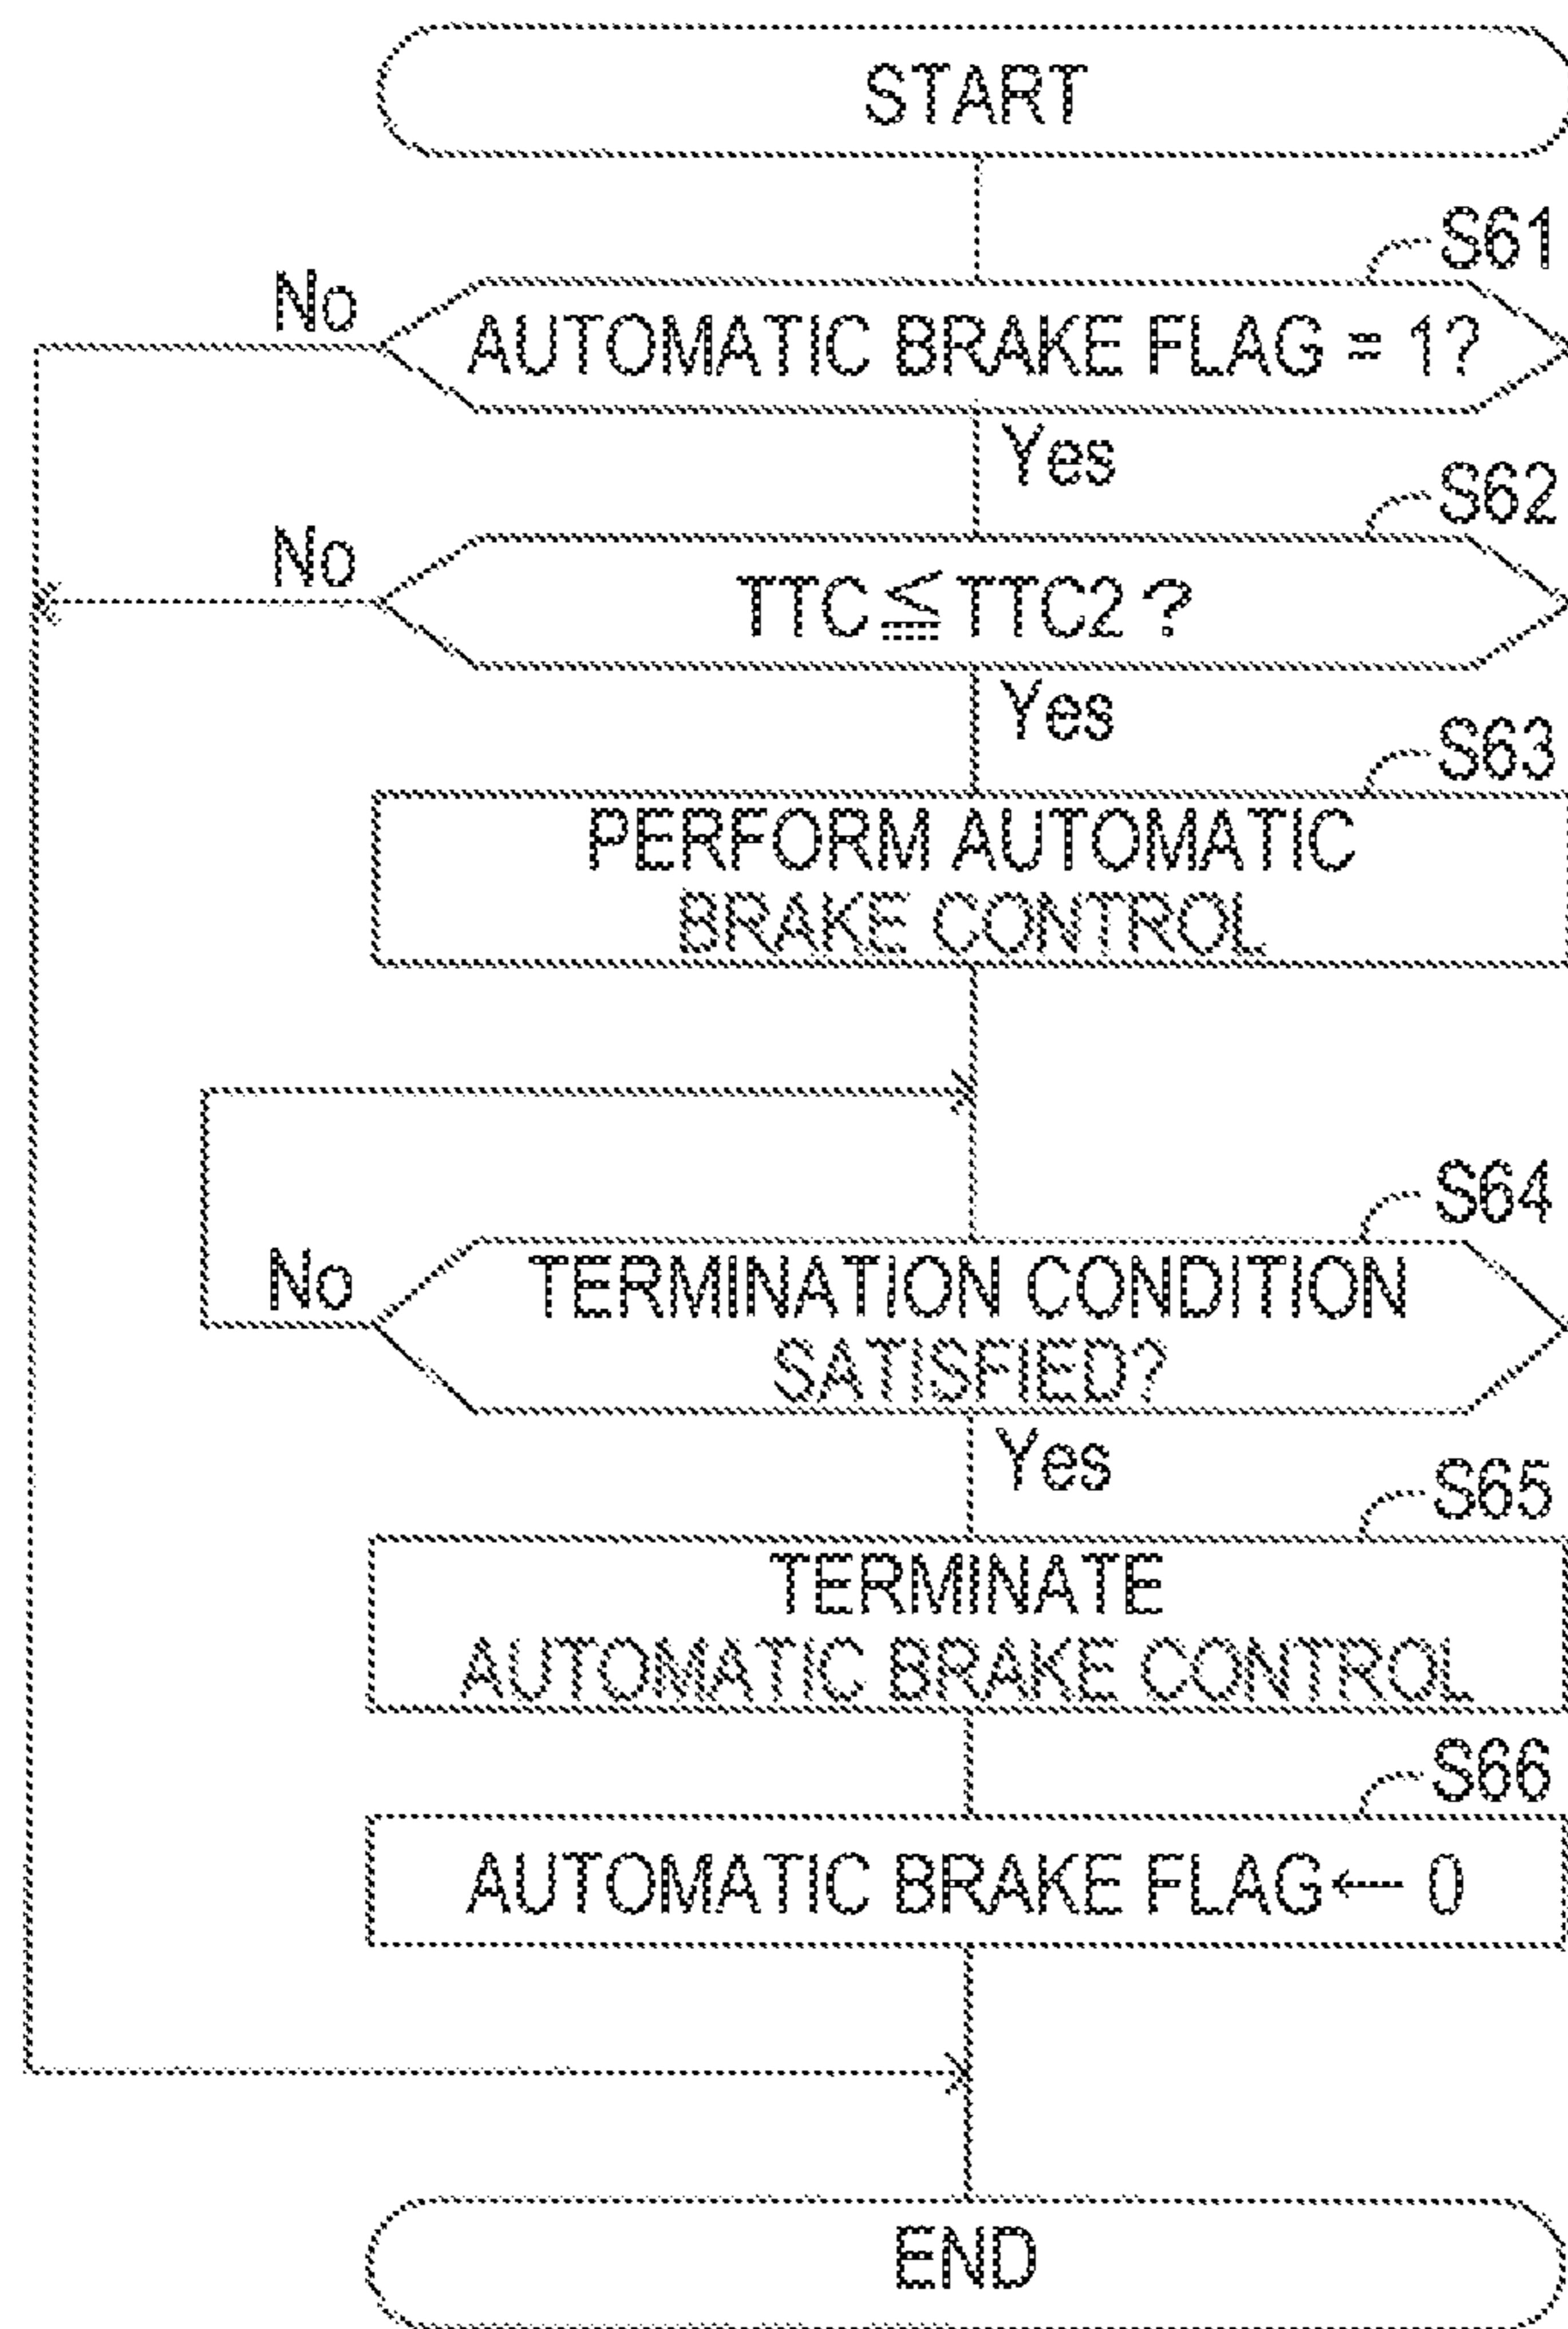 START
S61
No
AUTOMATIC BRAKE FLAG = 1?
Yes
S62
No
TTC≦TTC2 ?
Yes
S63
PERFORM AUTOMATIC
BRAKE CONTROL
S64
No
TERMINATION CONDITION
SATISFIED?
Yes
S65
TERMINATE
AUTOMATIC BRAKE CONTROL
S66
AUTOMATIC BRAKE FLAG← 0
END